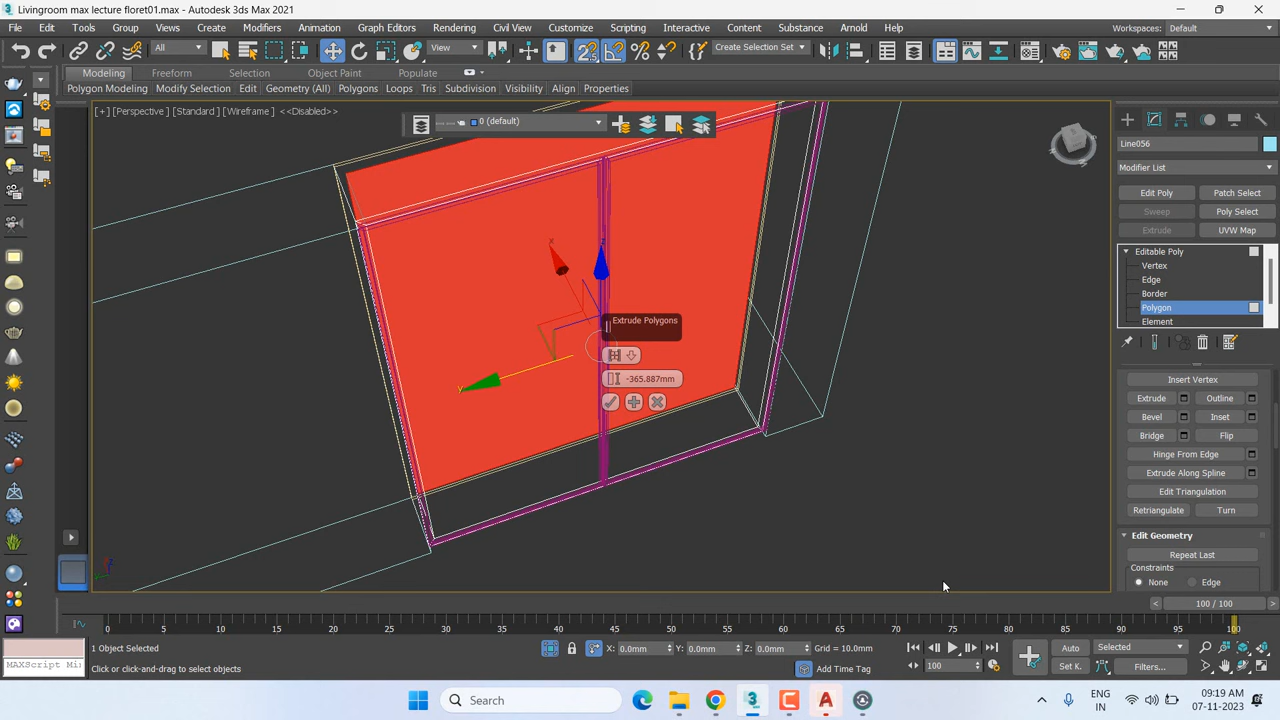 Livingroom max lecture floret01.max - Autodesk 3ds Max 2021
File Edit Tools Group Views Create Modifiers Animation Graph Editors Rendering Civil View Customize Scripting Interactive Content Substance Arnold Help
Workspaces: Default
All View Create Selection Set
Modeling Freeform Selection Object Paint Populate
Polygon Modeling Modify Selection Edit Geometry (All) Polygons Loops Tris Subdivision Visibility Align Properties
[+] [Perspective] [Standard] [Wireframe] <<Disabled>>
0 (default)
Line056
Modifier List
Edit Poly Patch Select
Sweep Poly Select
Extrude UVW Map
Editable Poly
Vertex
Edge
Border
Polygon
Element
x
z
y
Extrude Polygons
-365.887mm
Insert Vertex
Extrude Outline
Bevel Inset
Bridge Flip
Hinge From Edge
Extrude Along Spline
Edit Triangulation
Retriangulate Turn
Edit Geometry
Repeat Last
Constraints
None Edge
100 / 100
0 5 10 15 20 25 30 35 40 45 50 55 60 65 70 75 80 85 90 95 100
1 Object Selected
X: 0.0mm Y: 0.0mm Z: 0.0mm Grid = 10.0mm
Auto Selected
MAXScript Mi
Click or click-and-drag to select objects
Add Time Tag
100
Set K. Filters...
Search
ENG
IN
09:19 AM
07-11-2023